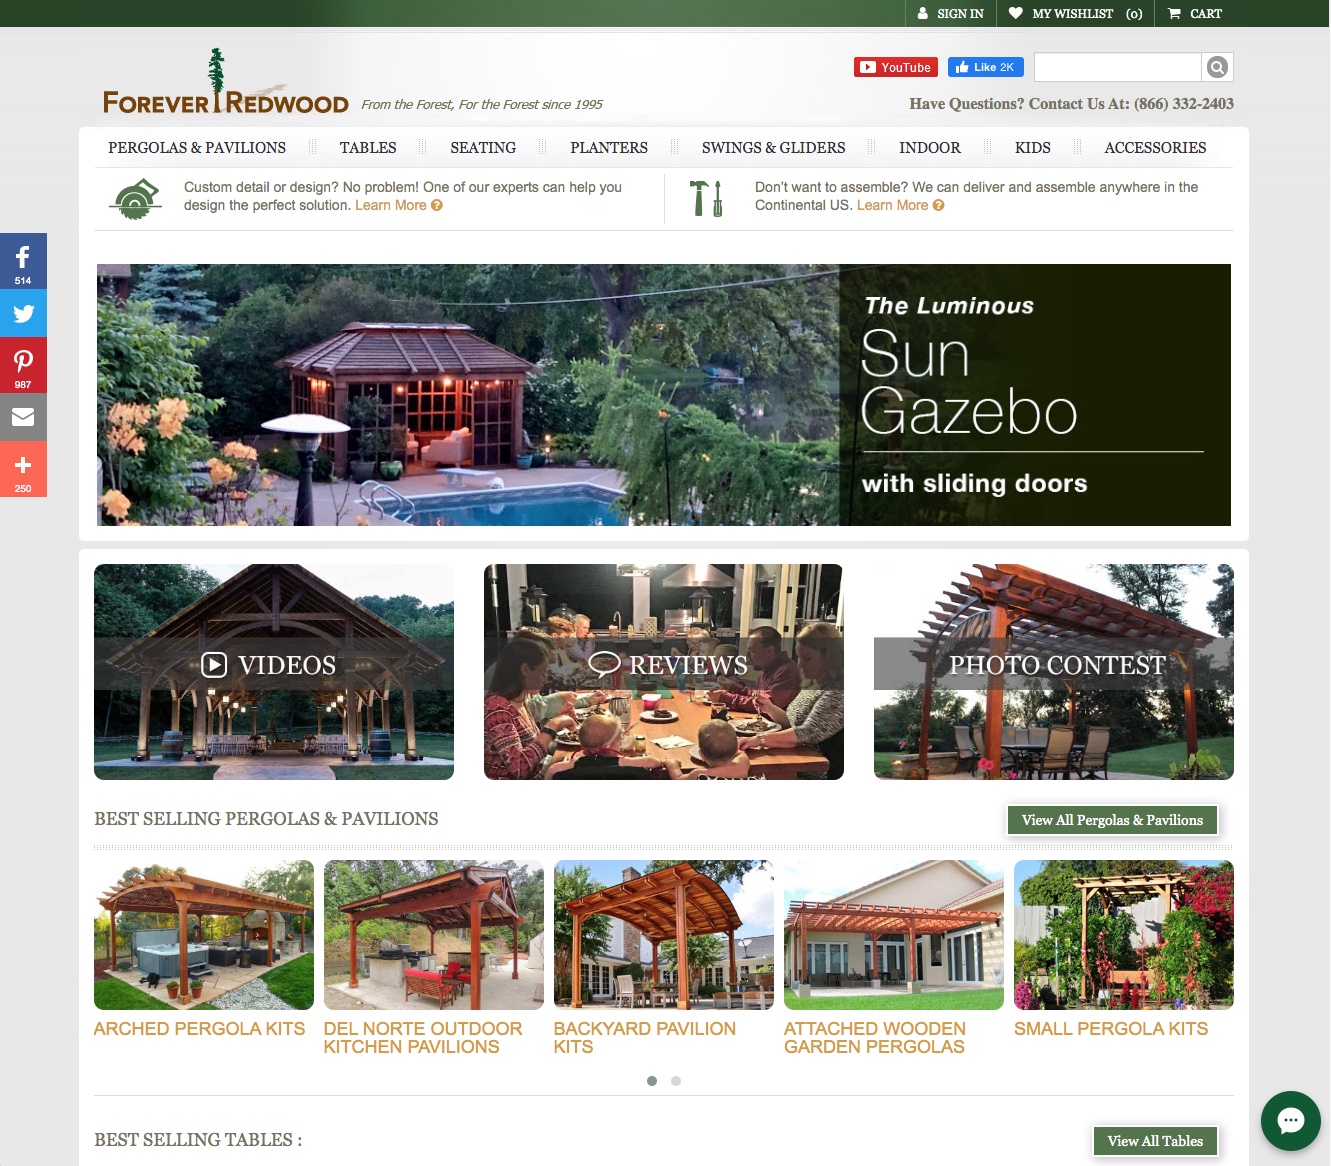 SIGN IN
MY WISHLIST (0)
CART
FOREVER REDWOOD
From the Forest, For the Forest since 1995
YouTube
Like 2K
Have Questions? Contact Us At: (866) 332-2403
PERGOLAS & PAVILIONS
TABLES
SEATING
PLANTERS
SWINGS & GLIDERS
INDOOR
KIDS
ACCESSORIES
Custom detail or design? No problem! One of our experts can help you
design the perfect solution. Learn More ?
Don't want to assemble? We can deliver and assemble anywhere in the
Continental US. Learn More ?
514
987
250
The Luminous
Sun
Gazebo
with sliding doors
VIDEOS
REVIEWS
PHOTO CONTEST
BEST SELLING PERGOLAS & PAVILIONS
View All Pergolas & Pavilions
ARCHED PERGOLA KITS
DEL NORTE OUTDOOR
KITCHEN PAVILIONS
BACKYARD PAVILION
KITS
ATTACHED WOODEN
GARDEN PERGOLAS
SMALL PERGOLA KITS
BEST SELLING TABLES :
View All Tables